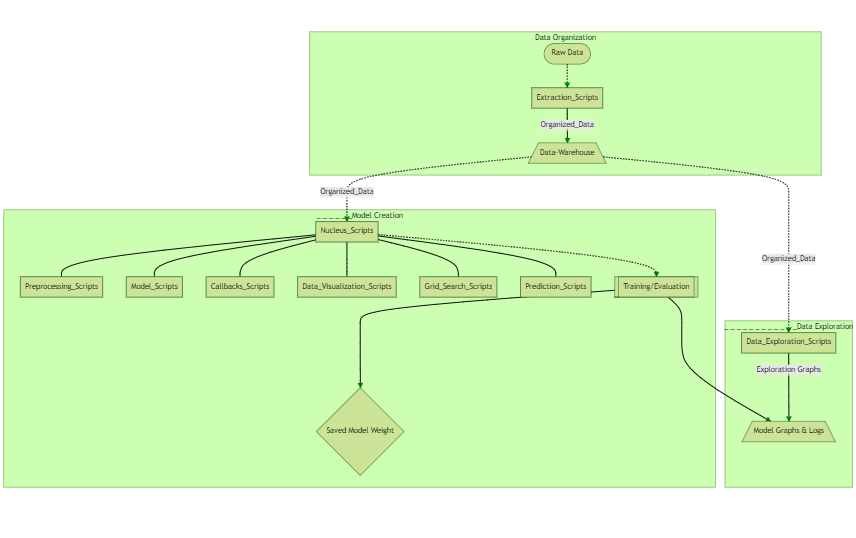 Data Organization
Raw Data
Extraction_Scripts
Organized_Data
Data-Warehouse
Organized_Data
Model Creation
Nucleus_Scripts
Organized_Data
Preprocessing_Scripts
Model_Scripts
Callbacks_Scripts
Data_Visualization_Scripts
Grid_Search_Scripts
Prediction_Scripts
Training/Evaluation
Data Exploration
Data_Exploration_Scripts
Exploration Graphs
Saved Model Weight
Model Graphs & Logs